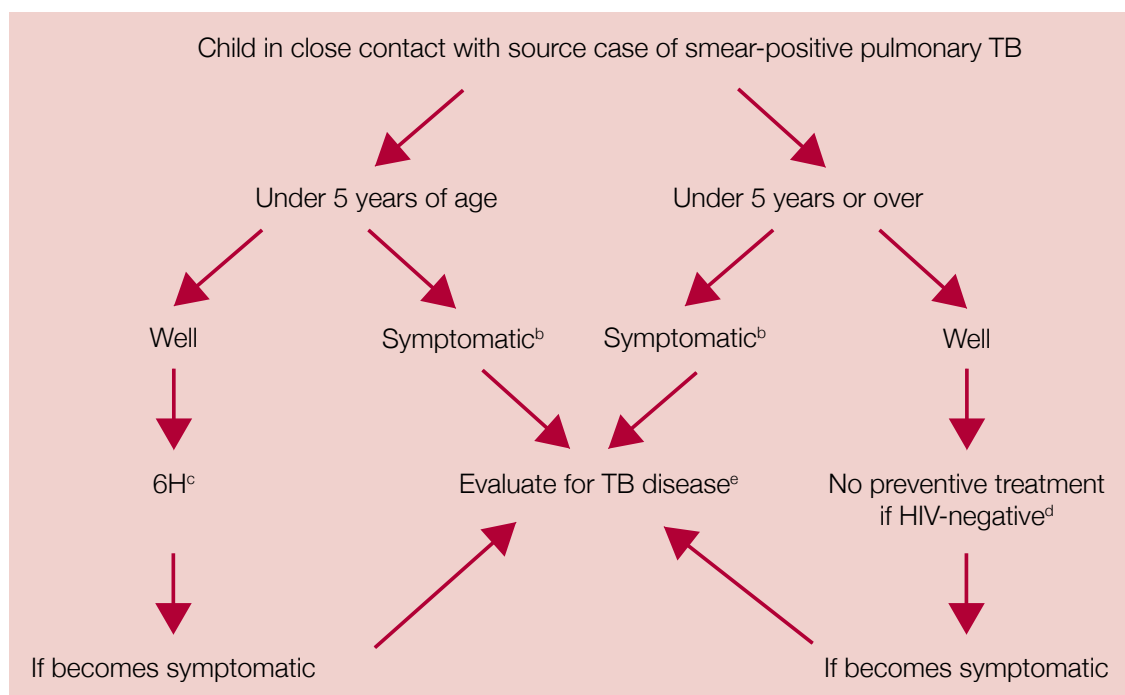 Child in close contact with source case of smear-positive pulmonary TB
Under 5 years of age
Under 5 years or over
Well
Symptomaticᵇ
Symptomaticᵇ
Well
6Hᶜ
Evaluate for TB diseaseᵉ
No preventive treatment
if HIV-negativeᵈ
If becomes symptomatic
If becomes symptomatic